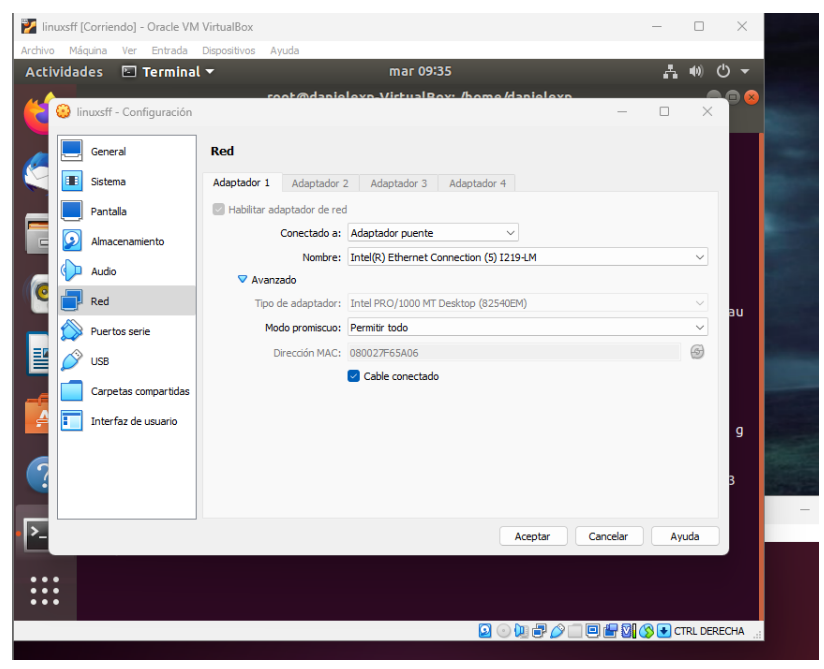 linuxsff [Corriendo] - Oracle VM VirtualBox
Archivo Máquina Ver Entrada Dispositivos Ayuda
Actividades Terminal mar 09:35
root@danielexp-VirtualBox: /home/danielexp
linuxsff - Configuración
General
Sistema
Pantalla
Almacenamiento
Audio
Red
Puertos serie
USB
Carpetas compartidas
Interfaz de usuario
Red
Adaptador 1 Adaptador 2 Adaptador 3 Adaptador 4
Habilitar adaptador de red
Conectado a: Adaptador puente
Nombre: Intel(R) Ethernet Connection (5) I219-LM
Avanzado
Tipo de adaptador: Intel PRO/1000 MT Desktop (82540EM)
Modo promiscuo: Permitir todo
Dirección MAC: 080027F65A06
Cable conectado
au
g
3
Aceptar Cancelar Ayuda
CTRL DERECHA